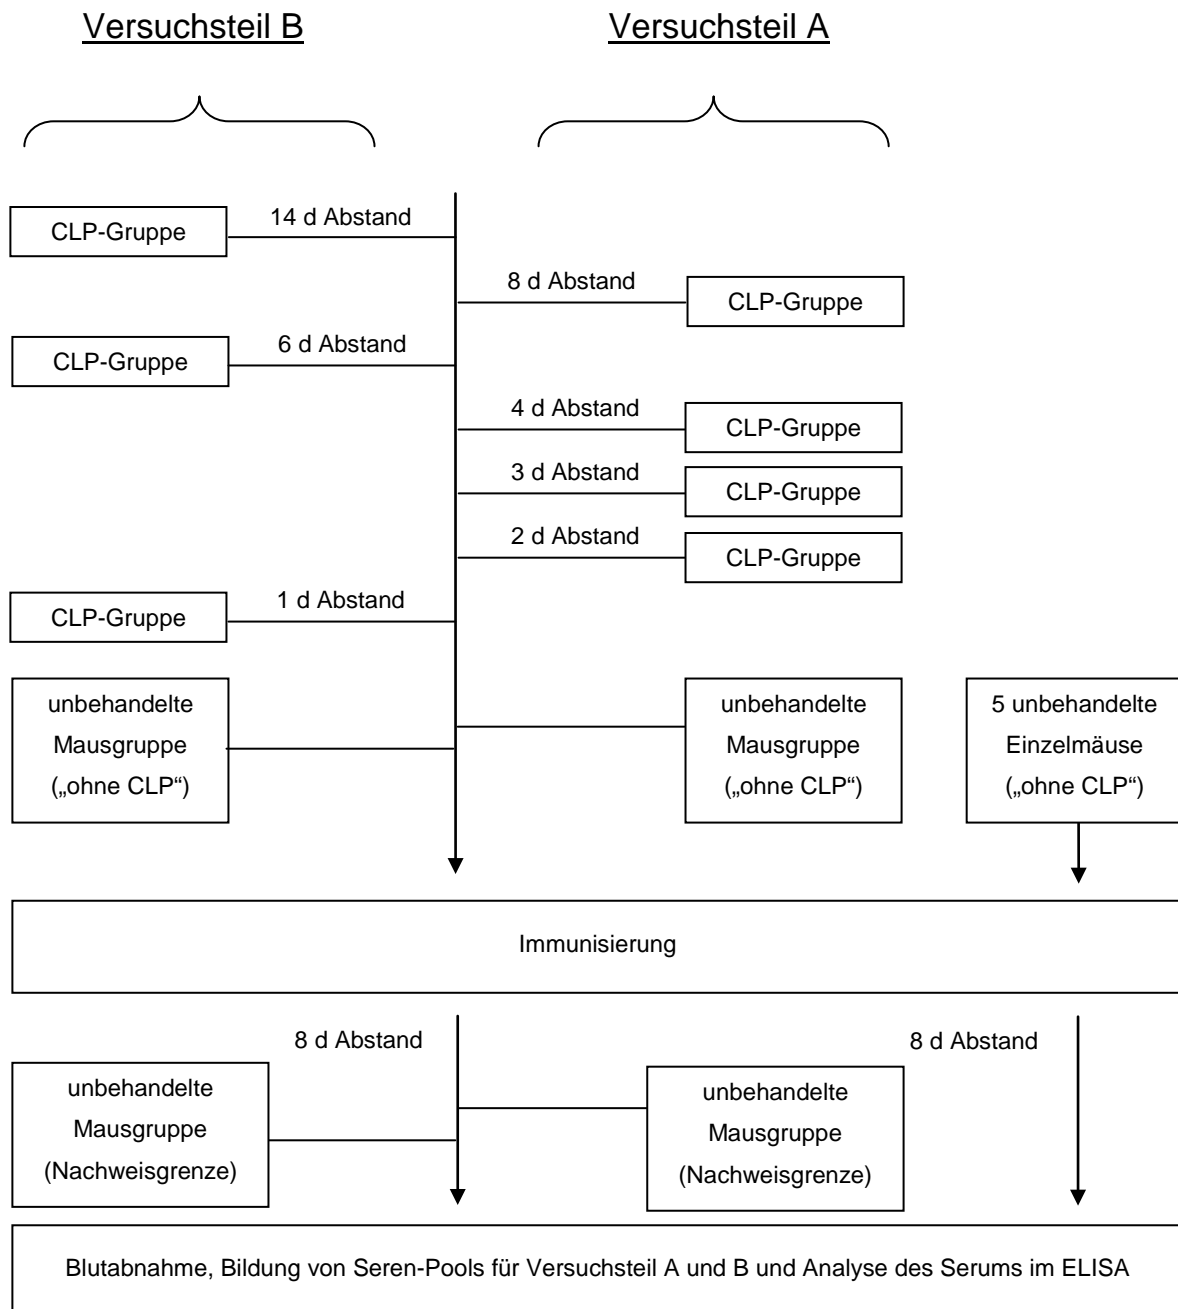 Versuchsteil B
Versuchsteil A
CLP-Gruppe
14 d Abstand
8 d Abstand
CLP-Gruppe
CLP-Gruppe
6 d Abstand
4 d Abstand
CLP-Gruppe
3 d Abstand
CLP-Gruppe
2 d Abstand
CLP-Gruppe
CLP-Gruppe
1 d Abstand
unbehandelte
Mausgruppe
(„ohne CLP“)
unbehandelte
Mausgruppe
(„ohne CLP“)
5 unbehandelte
Einzelmäuse
(„ohne CLP“)
Immunisierung
8 d Abstand
8 d Abstand
unbehandelte
Mausgruppe
(Nachweisgrenze)
unbehandelte
Mausgruppe
(Nachweisgrenze)
Blutabnahme, Bildung von Seren-Pools für Versuchsteil A und B und Analyse des Serums im ELISA